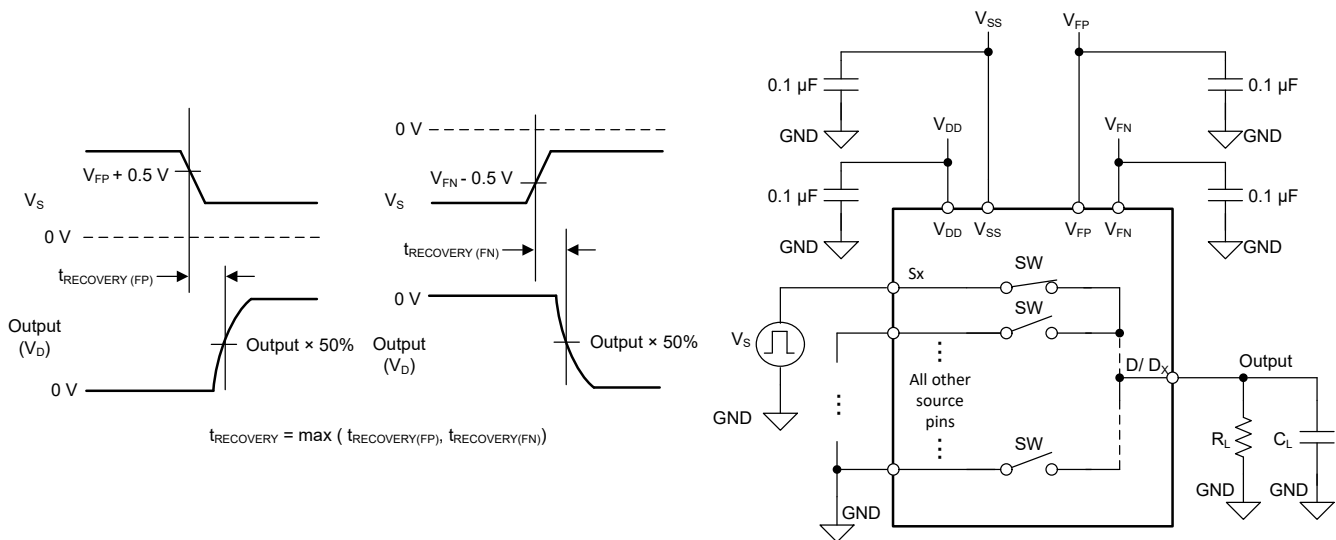 0 V
V_FP + 0.5 V
V_S
0 V
t_RECOVERY (FP)
Output
(V_D)
Output × 50%
0 V
V_FN - 0.5 V
V_S
t_RECOVERY (FN)
0 V
Output
(V_D)
Output × 50%
t_RECOVERY = max ( t_RECOVERY(FP), t_RECOVERY(FN))
V_SS
V_FP
0.1 µF
0.1 µF
GND
V_DD
V_FN
GND
0.1 µF
0.1 µF
GND
V_DD
V_SS
V_FP
V_FN
GND
Sx
SW
SW
V_S
GND
⋮
⋮
All other
source
pins
⋮
SW
GND
D/ D_X
Output
R_L
C_L
GND
GND